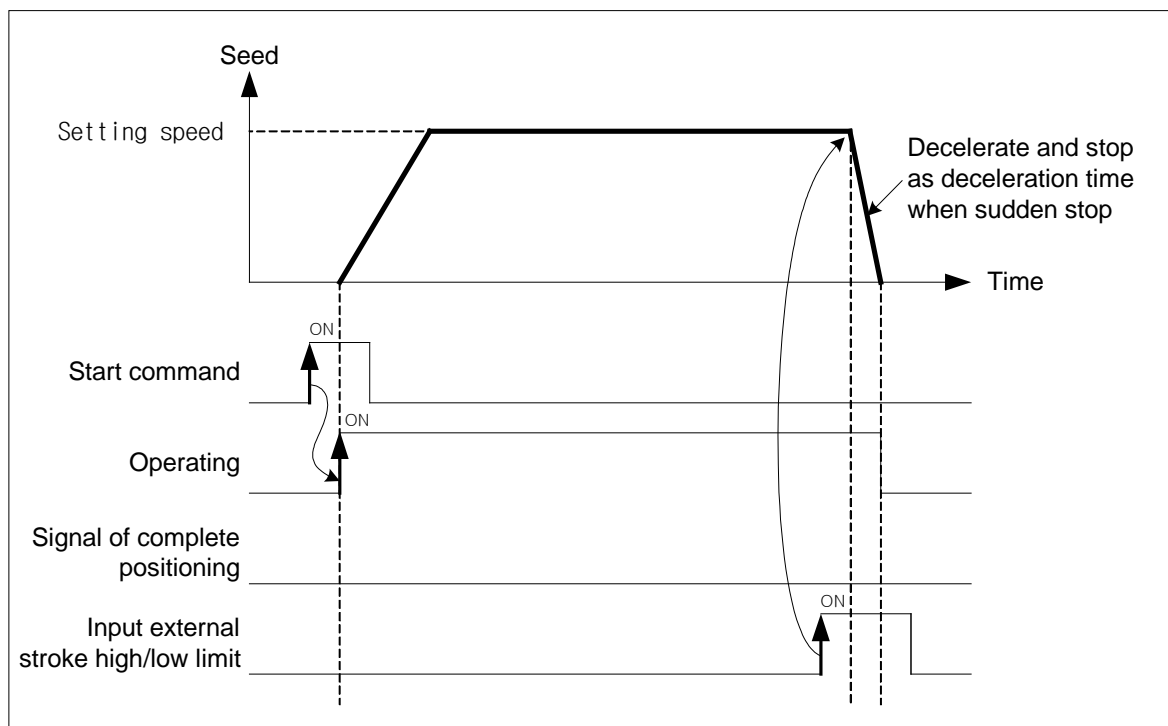 Seed
Setting speed
Decelerate and stop
as deceleration time
when sudden stop
Time
ON
Start command
ON
Operating
Signal of complete
positioning
ON
Input external
stroke high/low limit